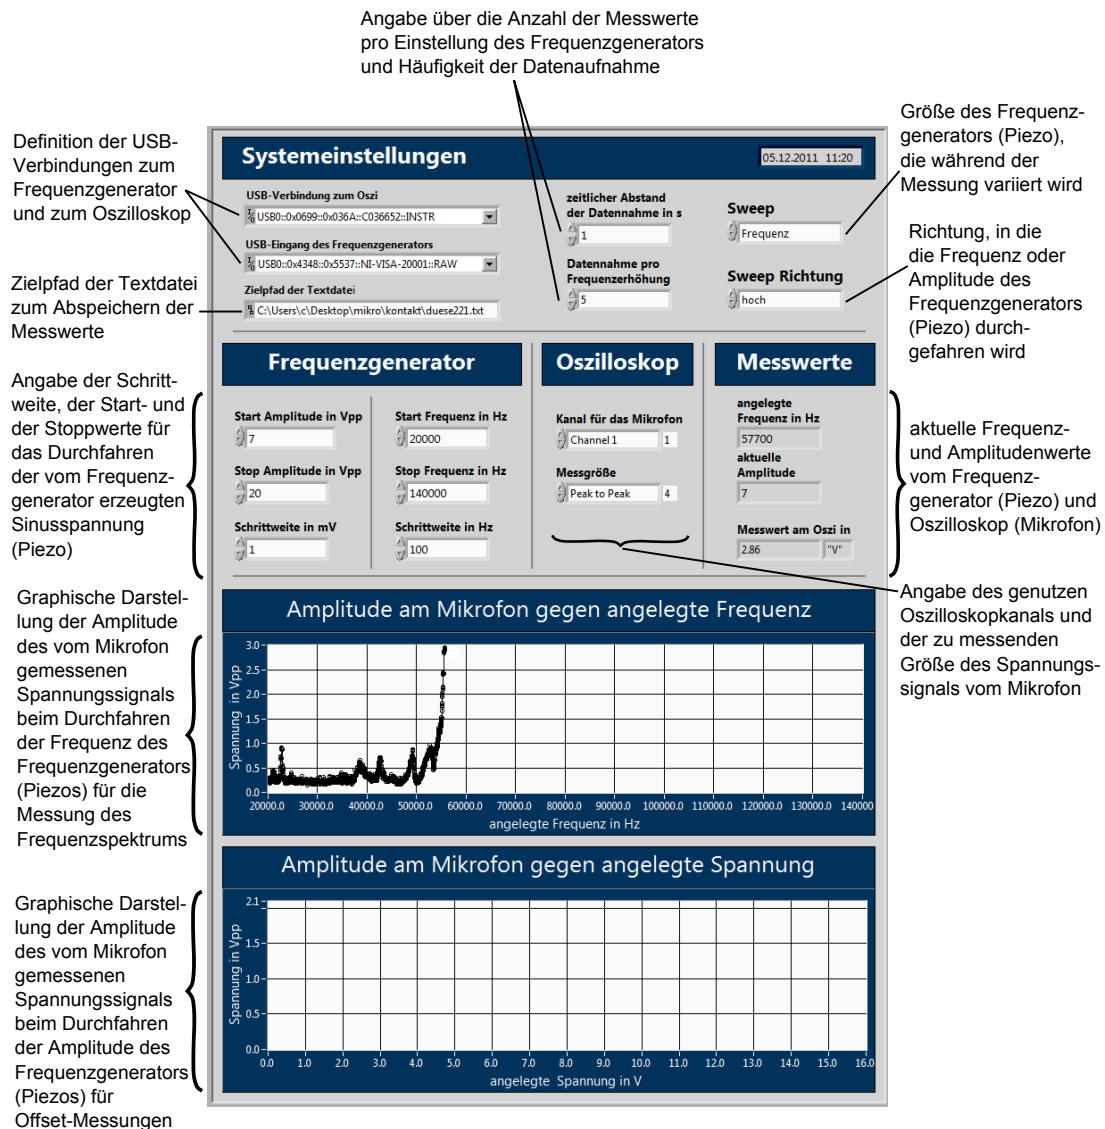 Angabe über die Anzahl der Messwerte
pro Einstellung des Frequenzgenerators
und Häufigkeit der Datenaufnahme
Definition der USB-
Verbindungen zum
Frequenzgenerator
und zum Oszilloskop
Zielpfad der Textdatei
zum Abspeichern der
Messwerte
Angabe der Schritt-
weite, der Start- und
der Stoppwerte für
das Durchfahren
der vom Frequenz-
generator erzeugten
Sinusspannung
(Piezo)
Graphische Darstel-
lung der Amplitude
des vom Mikrofon
gemessenen
Spannungssignals
beim Durchfahren
der Frequenz des
Frequenzgenerators
(Piezos) für die
Messung des
Frequenzspektrums
Graphische Darstel-
lung der Amplitude
des vom Mikrofon
gemessenen
Spannungssignals
beim Durchfahren
der Amplitude des
Frequenzgenerators
(Piezos) für
Offset-Messungen
Systemeinstellungen
05.12.2011 11:20
USB-Verbindung zum Oszi
USB0::0x0699::0x036A::C036652::INSTR
USB-Eingang des Frequenzgenerators
USB0::0x4348::0x5537::NI-VISA-20001::RAW
Zielpfad der Textdatei
C:\Users\c\Desktop\mikro\kontakt\duese221.txt
zeitlicher Abstand
der Datennahme in s
1
Datennahme pro
Frequenzerhöhung
5
Sweep
Frequenz
Sweep Richtung
hoch
Frequenzgenerator
Start Amplitude in Vpp
7
Stop Amplitude in Vpp
20
Schrittweite in mV
1
Start Frequenz in Hz
20000
Stop Frequenz in Hz
140000
Schrittweite in Hz
100
Oszilloskop
Kanal für das Mikrofon
Channel 1 1
Messgröße
Peak to Peak 4
Messwerte
angelegte
Frequenz in Hz
57700
aktuelle
Amplitude
7
Messwert am Oszi in
2.86 "V"
Amplitude am Mikrofon gegen angelegte Frequenz
Spannung in Vpp
3.0
2.5
2.0
1.5
1.0
0.5
0.0
20000.0 30000.0 40000.0 50000.0 60000.0 70000.0 80000.0 90000.0 100000.0 110000.0 120000.0 130000.0 140000
angelegte Frequenz in Hz
Amplitude am Mikrofon gegen angelegte Spannung
Spannung in Vpp
2.1
1.5
1.0
0.5
0.0
0.0 1.0 2.0 3.0 4.0 5.0 6.0 7.0 8.0 9.0 10.0 11.0 12.0 13.0 14.0 15.0 16.0
angelegte Spannung in V
Größe des Frequenz-
generators (Piezo),
die während der
Messung variiert wird
Richtung, in die
die Frequenz oder
Amplitude des
Frequenzgenerators
(Piezo) durch-
gefahren wird
aktuelle Frequenz-
und Amplitudenwerte
vom Frequenz-
generator (Piezo) und
Oszilloskop (Mikrofon)
Angabe des genutzen
Oszilloskopkanals und
der zu messenden
Größe des Spannungs-
signals vom Mikrofon